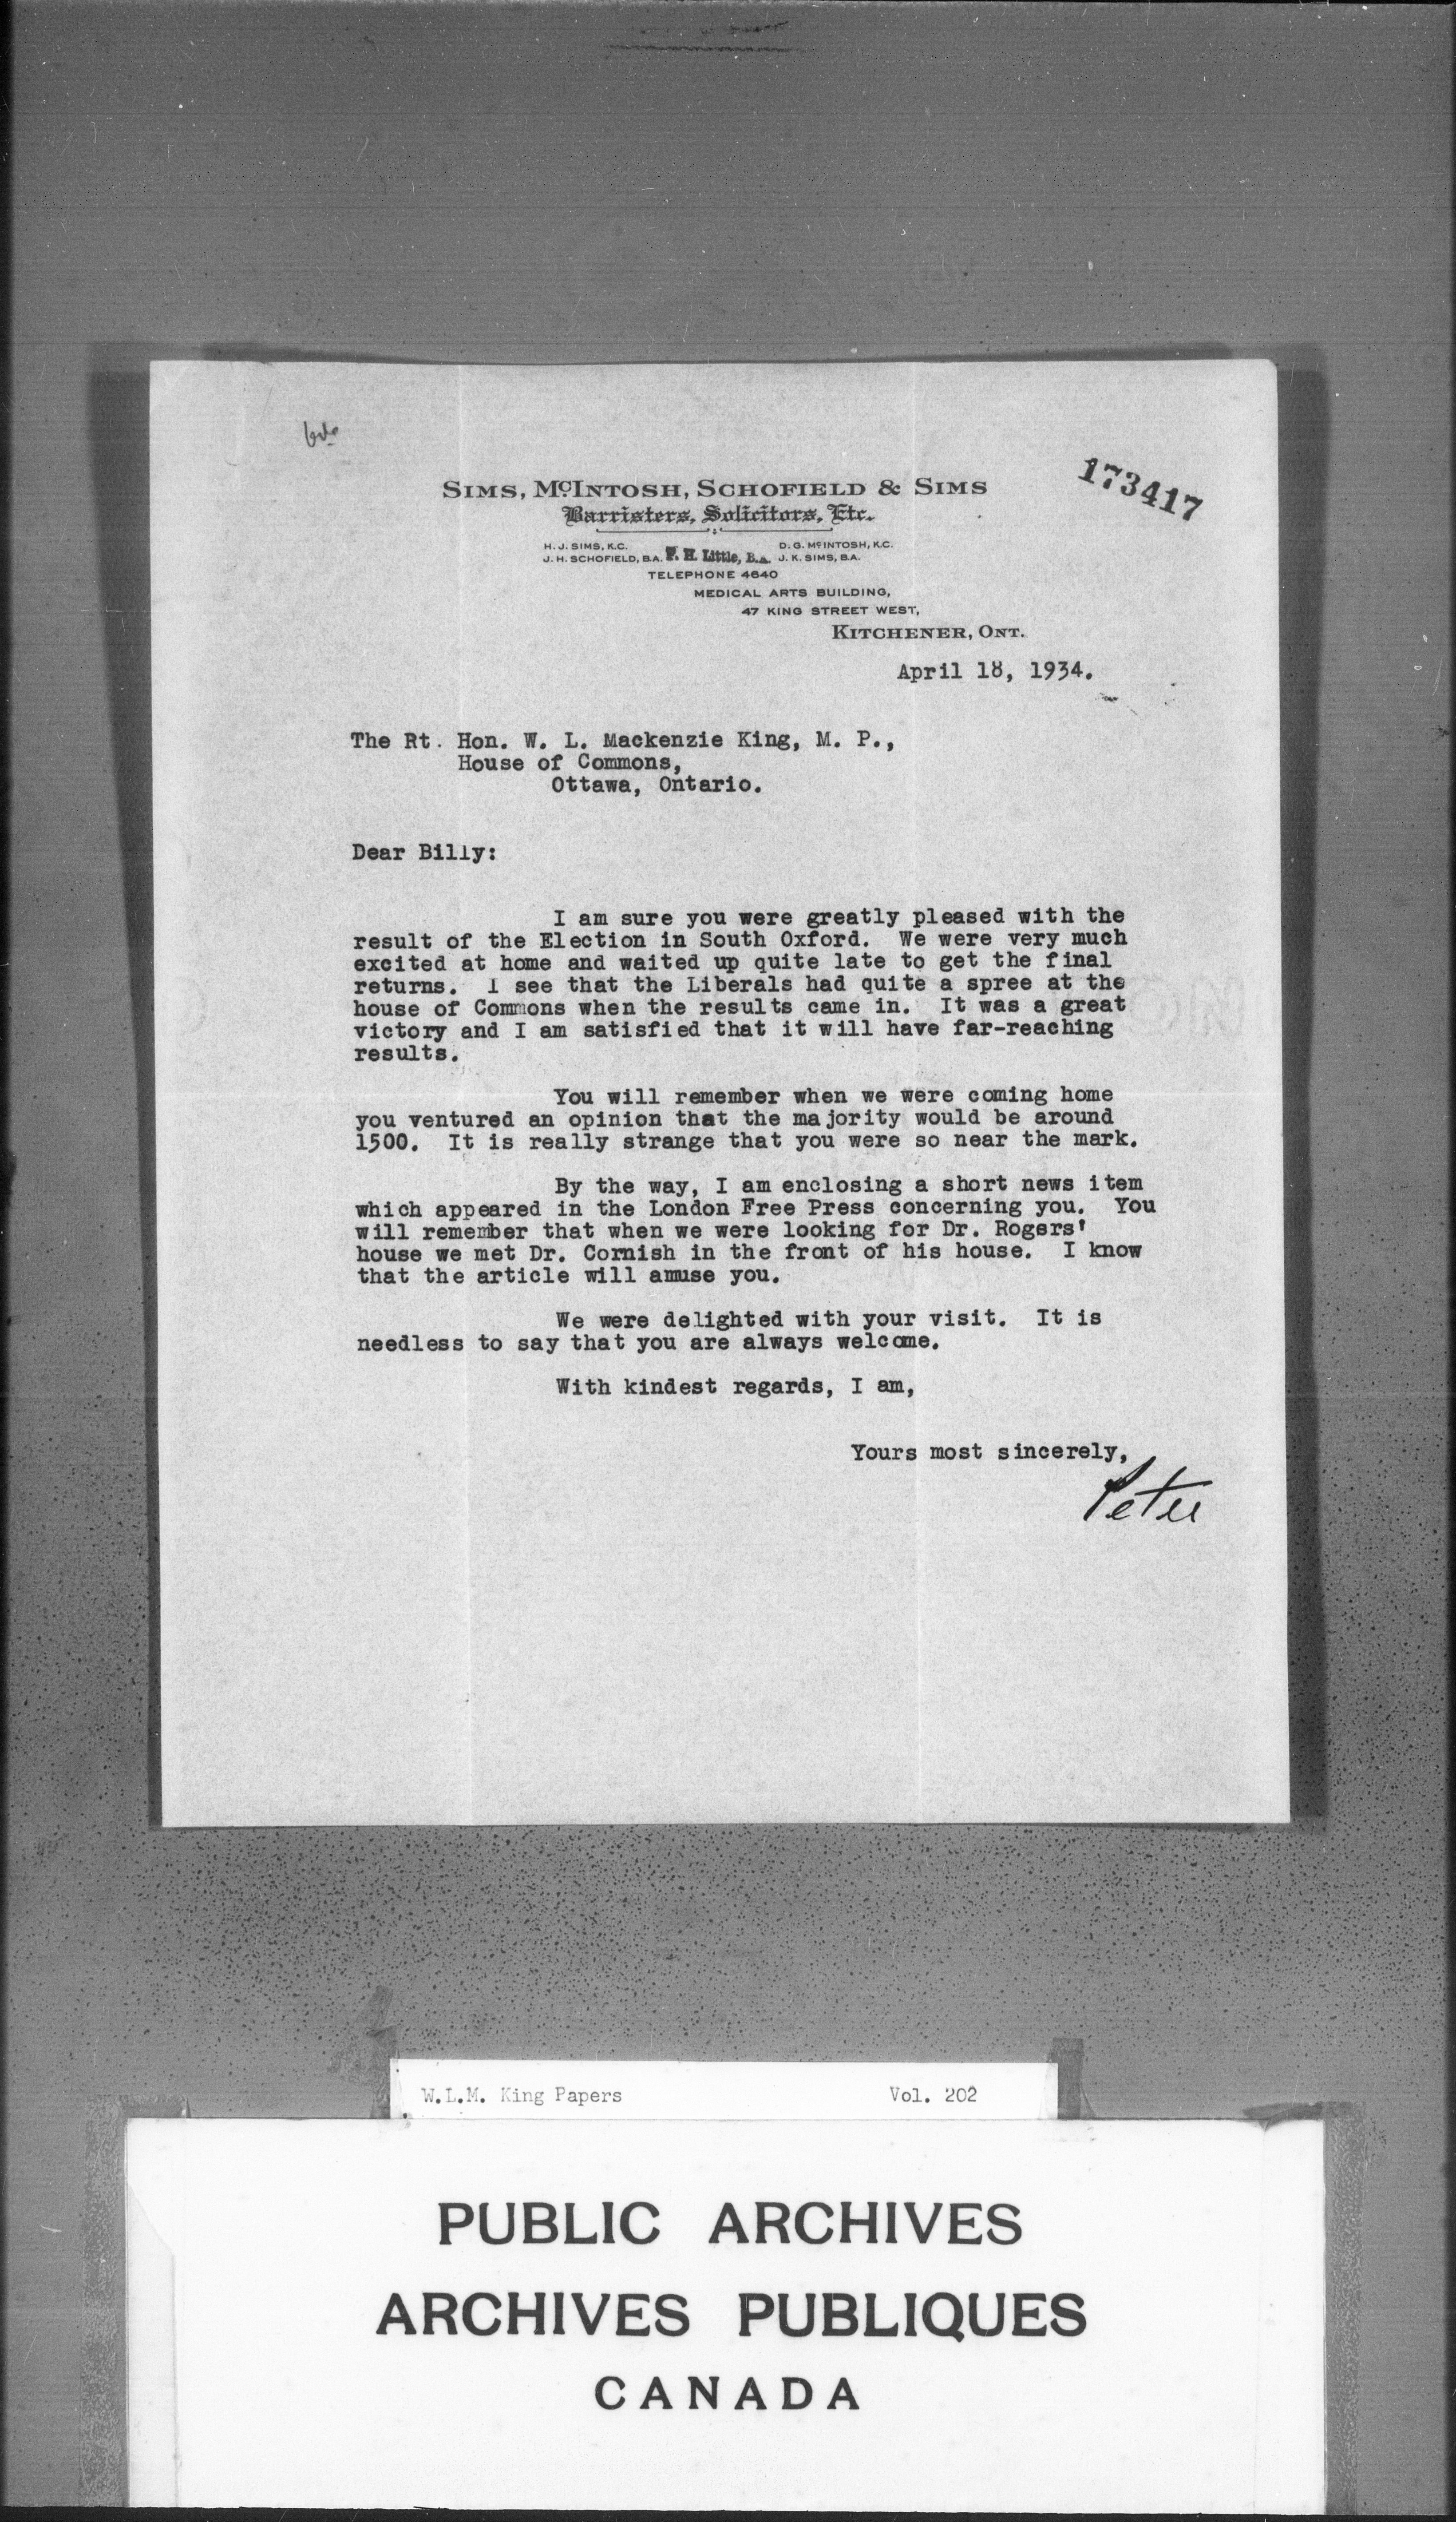 173417
SIMS, McINTOSH, SCHOFIELD & SIMS
Barristers, Solicitors, Etc.
H. J. SIMS, K.C. D. G. McINTOSH, K.C.
J. H. SCHOFIELD, B.A. F. H. Little, B.A. J. K. SIMS, B.A.
TELEPHONE 4640
MEDICAL ARTS BUILDING,
47 KING STREET WEST,
KITCHENER, ONT.
April 18, 1934.
The Rt. Hon. W. L. Mackenzie King, M. P.,
House of Commons,
Ottawa, Ontario.
Dear Billy:
I am sure you were greatly pleased with the
result of the Election in South Oxford. We were very much
excited at home and waited up quite late to get the final
returns. I see that the Liberals had quite a spree at the
house of Commons when the results came in. It was a great
victory and I am satisfied that it will have far-reaching
results.
You will remember when we were coming home
you ventured an opinion that the majority would be around
1500. It is really strange that you were so near the mark.
By the way, I am enclosing a short news item
which appeared in the London Free Press concerning you. You
will remember that when we were looking for Dr. Rogers'
house we met Dr. Cornish in the front of his house. I know
that the article will amuse you.
We were delighted with your visit. It is
needless to say that you are always welcome.
With kindest regards, I am,
Yours most sincerely,
Peter
W.L.M. King Papers Vol. 202
PUBLIC ARCHIVES
ARCHIVES PUBLIQUES
CANADA